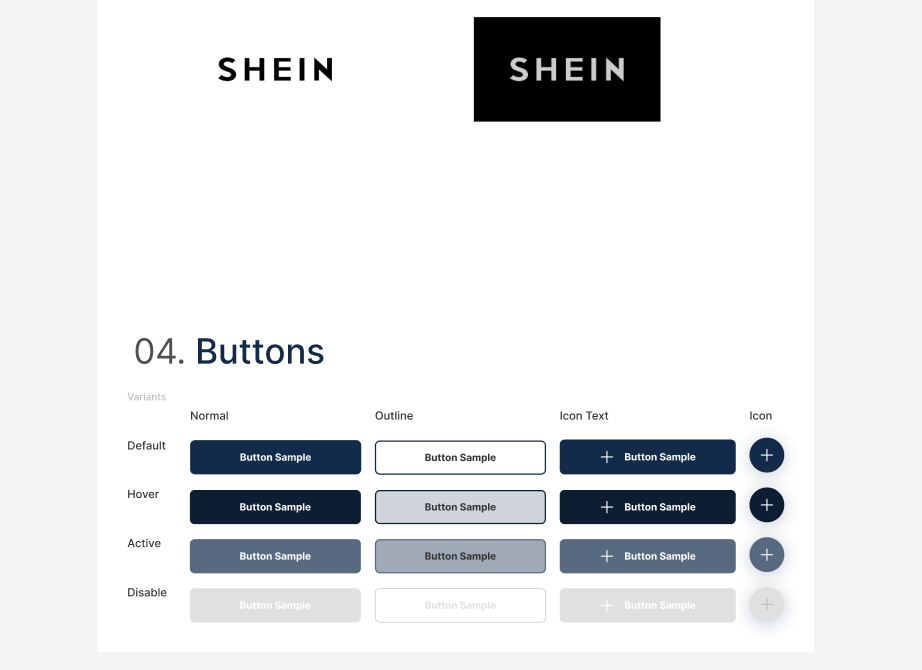 SHEIN SHEIN
04. Buttons
Variants
Normal Outline Icon Text Icon
Default Button Sample Button Sample Button Sample
Hover Button Sample Button Sample Button Sample
Active Button Sample Button Sample Button Sample
Disable Button Sample Button Sample Button Sample